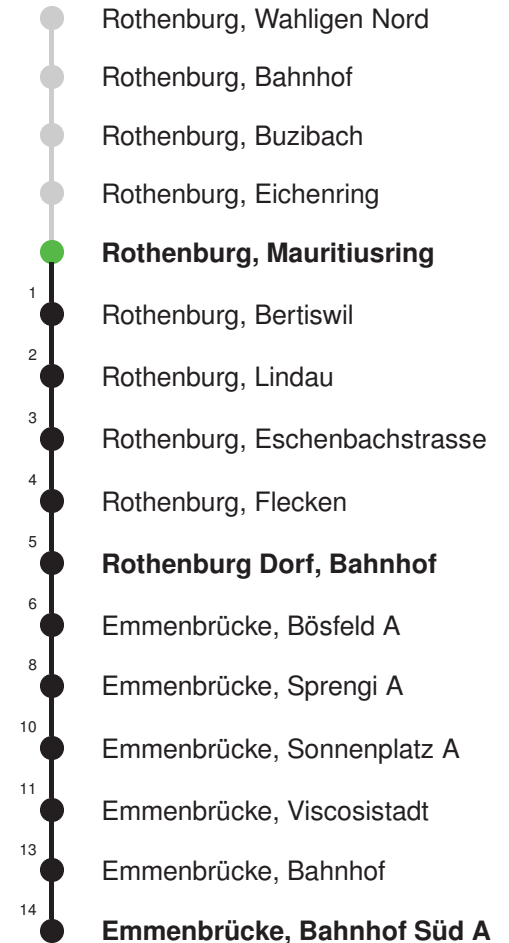 Rothenburg, Wahligen Nord
Rothenburg, Bahnhof
Rothenburg, Buzibach
Rothenburg, Eichenring
Rothenburg, Mauritiusring
1 Rothenburg, Bertiswil
2 Rothenburg, Lindau
3 Rothenburg, Eschenbachstrasse
4 Rothenburg, Flecken
5 Rothenburg Dorf, Bahnhof
6 Emmenbrücke, Bösfeld A
8 Emmenbrücke, Sprengi A
10 Emmenbrücke, Sonnenplatz A
11 Emmenbrücke, Viscosistadt
13 Emmenbrücke, Bahnhof
14 Emmenbrücke, Bahnhof Süd A